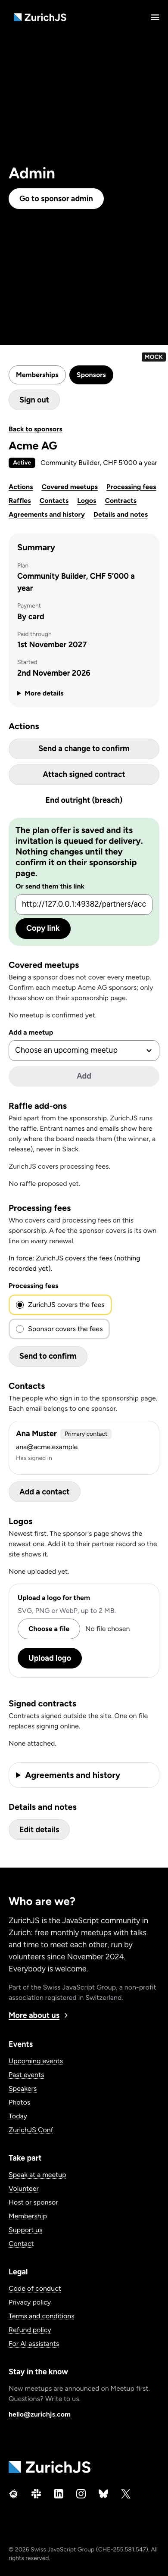 ZurichJS
Admin
Go to sponsor admin
MOCK
Memberships
Sponsors
Sign out
Back to sponsors
Acme AG
Active
Community Builder, CHF 5'000 a year
Actions
Covered meetups
Processing fees
Raffles
Contacts
Logos
Contracts
Agreements and history
Details and notes
Summary
Plan
Community Builder, CHF 5'000 a
year
Payment
By card
Paid through
1st November 2027
Started
2nd November 2026
More details
Actions
Send a change to confirm
Attach signed contract
End outright (breach)
The plan offer is saved and its
invitation is queued for delivery.
Nothing changes until they
confirm it on their sponsorship
page.
Or send them this link
http://127.0.0.1:49382/partners/acc
Copy link
Covered meetups
Being a sponsor does not cover every meetup.
Confirm each meetup Acme AG sponsors; only
those show on their sponsorship page.
No meetup is confirmed yet.
Add a meetup
Choose an upcoming meetup
Add
Raffle add-ons
Paid apart from the sponsorship. ZurichJS runs
the raffle. Entrant names and emails show here
only where the board names them (the winner, a
release), never in Slack.
ZurichJS covers processing fees.
No raffle proposed yet.
Processing fees
Who covers card processing fees on this
sponsorship. A fee the sponsor covers is its own
line on every renewal.
In force: ZurichJS covers the fees (nothing
recorded yet).
Processing fees
ZurichJS covers the fees
Sponsor covers the fees
Send to confirm
Contacts
The people who sign in to the sponsorship page.
Each email belongs to one sponsor.
Ana Muster
Primary contact
ana@acme.example
Has signed in
Add a contact
Logos
Newest first. The sponsor's page shows the
newest one. Add it to their partner record so the
site shows it.
None uploaded yet.
Upload a logo for them
SVG, PNG or WebP, up to 2 MB.
Choose a file
No file chosen
Upload logo
Signed contracts
Contracts signed outside the site. One on file
replaces signing online.
None attached.
Agreements and history
Details and notes
Edit details
Who are we?
ZurichJS is the JavaScript community in
Zurich: free monthly meetups with talks
and time to meet each other, run by
volunteers since November 2024.
Everybody is welcome.
Part of the Swiss JavaScript Group, a non-profit
association registered in Switzerland.
More about us
Events
Upcoming events
Past events
Speakers
Photos
Today
ZurichJS Conf
Take part
Speak at a meetup
Volunteer
Host or sponsor
Membership
Support us
Contact
Legal
Code of conduct
Privacy policy
Terms and conditions
Refund policy
For AI assistants
Stay in the know
New meetups are announced on Meetup first.
Questions? Write to us.
hello@zurichjs.com
ZurichJS
© 2026 Swiss JavaScript Group (CHE-255.581.547). All
rights reserved.